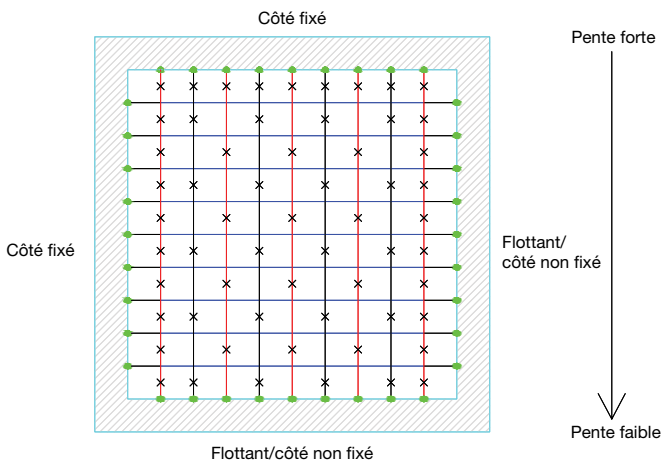 Côté fixé
Pente forte
Côté fixé
Flottant/
côté non fixé
Pente faible
Flottant/côté non fixé